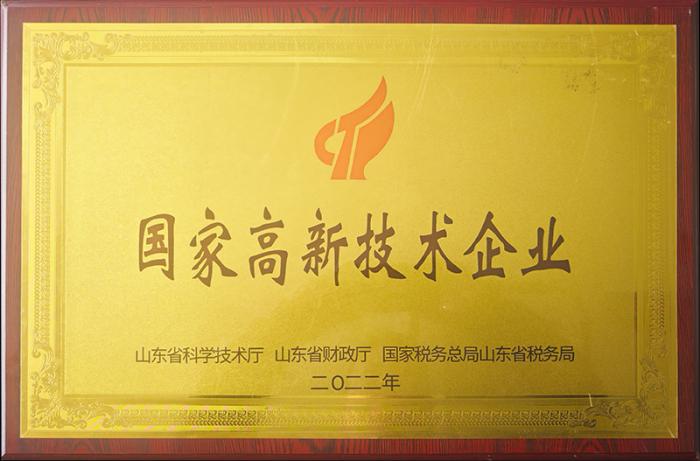 国家高新技术企业
山东省科学技术厅 山东省财政厅 国家税务总局山东省税务局
二〇二二年